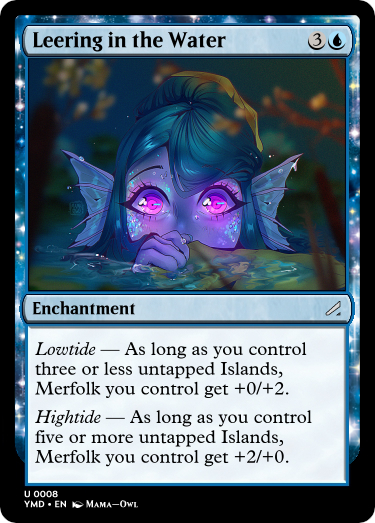 Leering in the Water 3
Enchantment
Lowtide — As long as you control
three or less untapped Islands,
Merfolk you control get +0/+2.
Hightide — As long as you control
five or more untapped Islands,
Merfolk you control get +2/+0.
U 0008
YMD • EN Mama-Owl